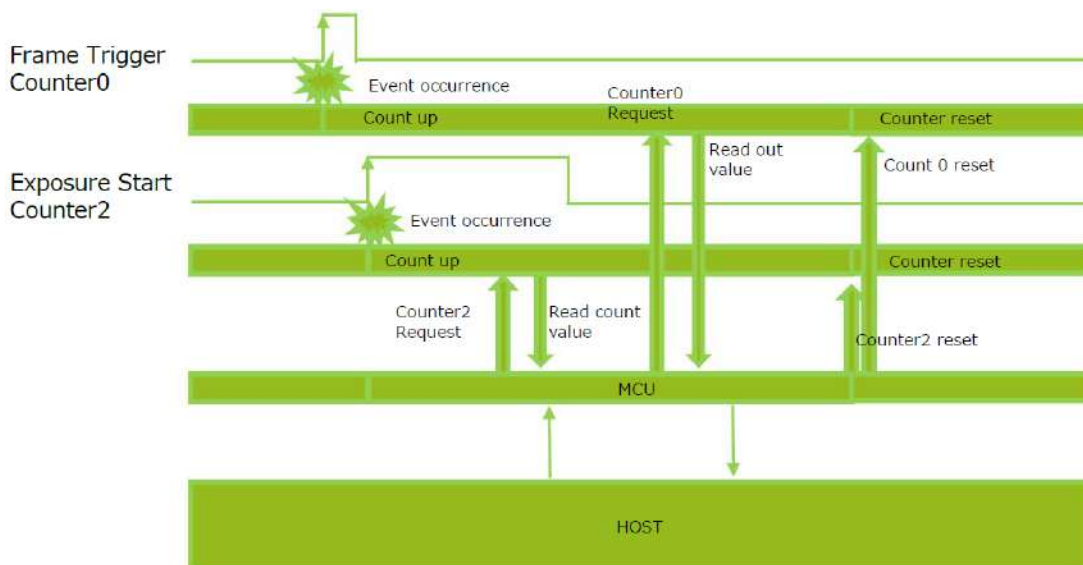 Frame Trigger
Counter0
Event occurrence
Counter0
Request
Count up
Counter reset
Read out
value
Count 0 reset
Exposure Start
Counter2
Event occurrence
Count up
Counter reset
Counter2
Request
Read count
value
Counter2 reset
MCU
HOST